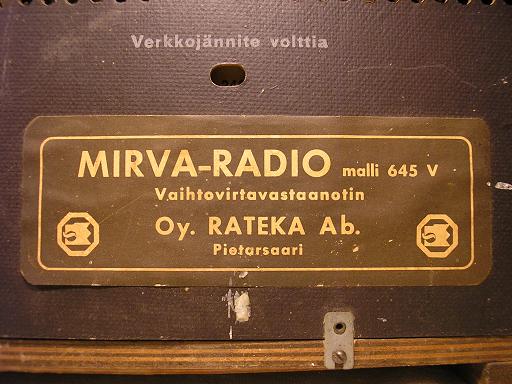 Verkkojännite volttia
MIRVA-RADIO malli 645 V
Vaihtovirtavastaanotin
Oy. RATEKA Ab.
Pietarsaari